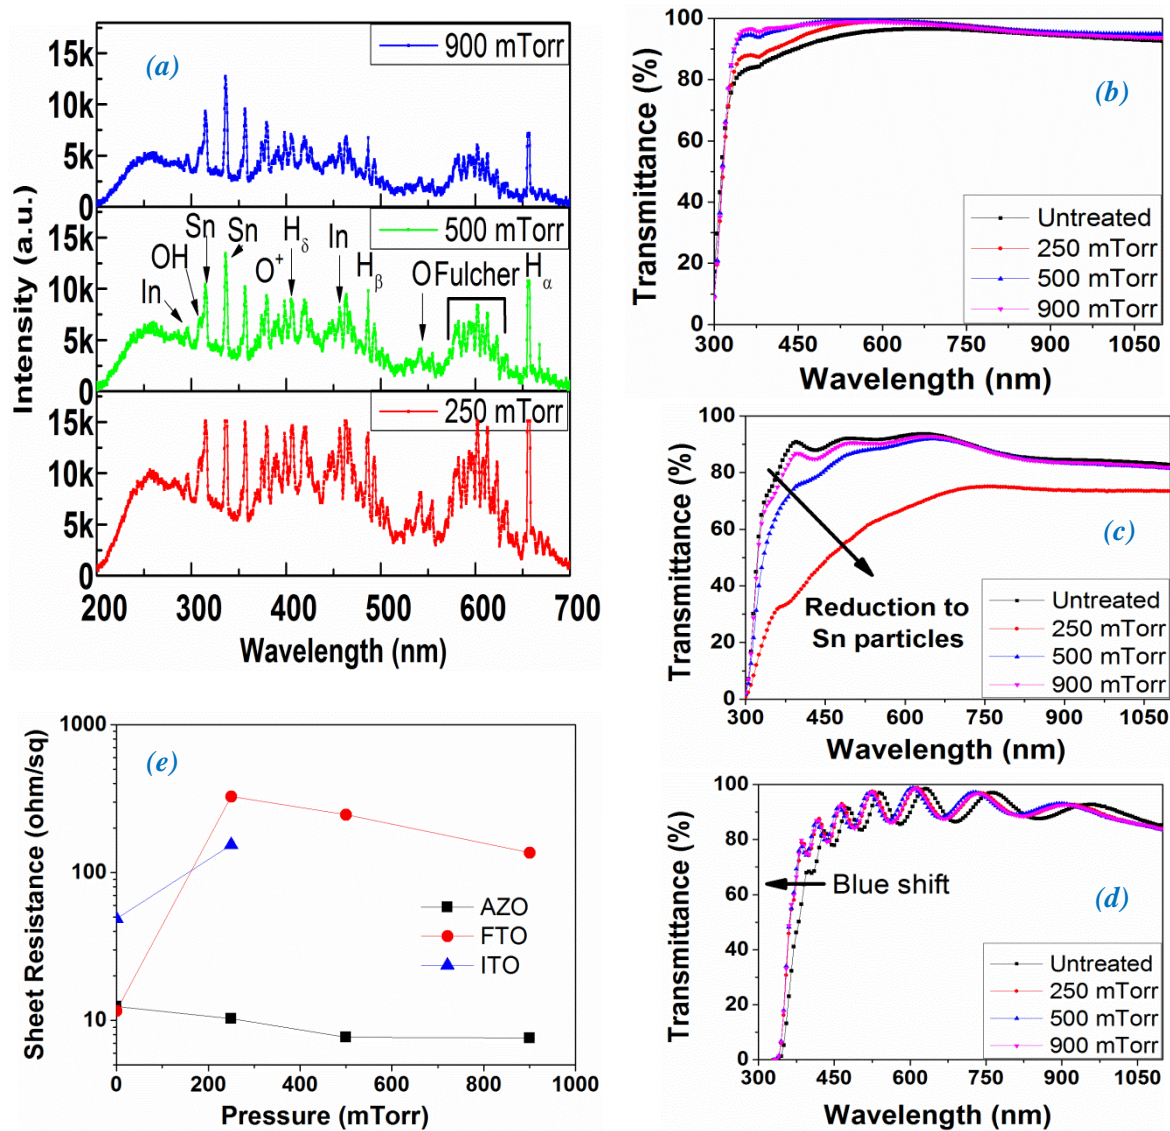 (a)
900 mTorr
15k
10k
5k
0
500 mTorr
15k
10k
5k
0
In
OH
Sn
Sn
O+
Hδ
In
Hβ
O
Fulcher
Hα
250 mTorr
15k
10k
5k
0
200 300 400 500 600 700
Wavelength (nm)
Intensity (a.u.)
(b)
100
80
60
40
20
0
Untreated
250 mTorr
500 mTorr
900 mTorr
300 450 600 750 900 1050
Wavelength (nm)
Transmittance (%)
(c)
100
80
60
40
20
0
Reduction to
Sn particles
Untreated
250 mTorr
500 mTorr
900 mTorr
300 450 600 750 900 1050
Wavelength (nm)
Transmittance (%)
(d)
100
80
60
40
20
0
Blue shift
Untreated
250 mTorr
500 mTorr
900 mTorr
300 450 600 750 900 1050
Wavelength (nm)
Transmittance (%)
(e)
1000
100
10
AZO
FTO
ITO
0 200 400 600 800 1000
Pressure (mTorr)
Sheet Resistance (ohm/sq)